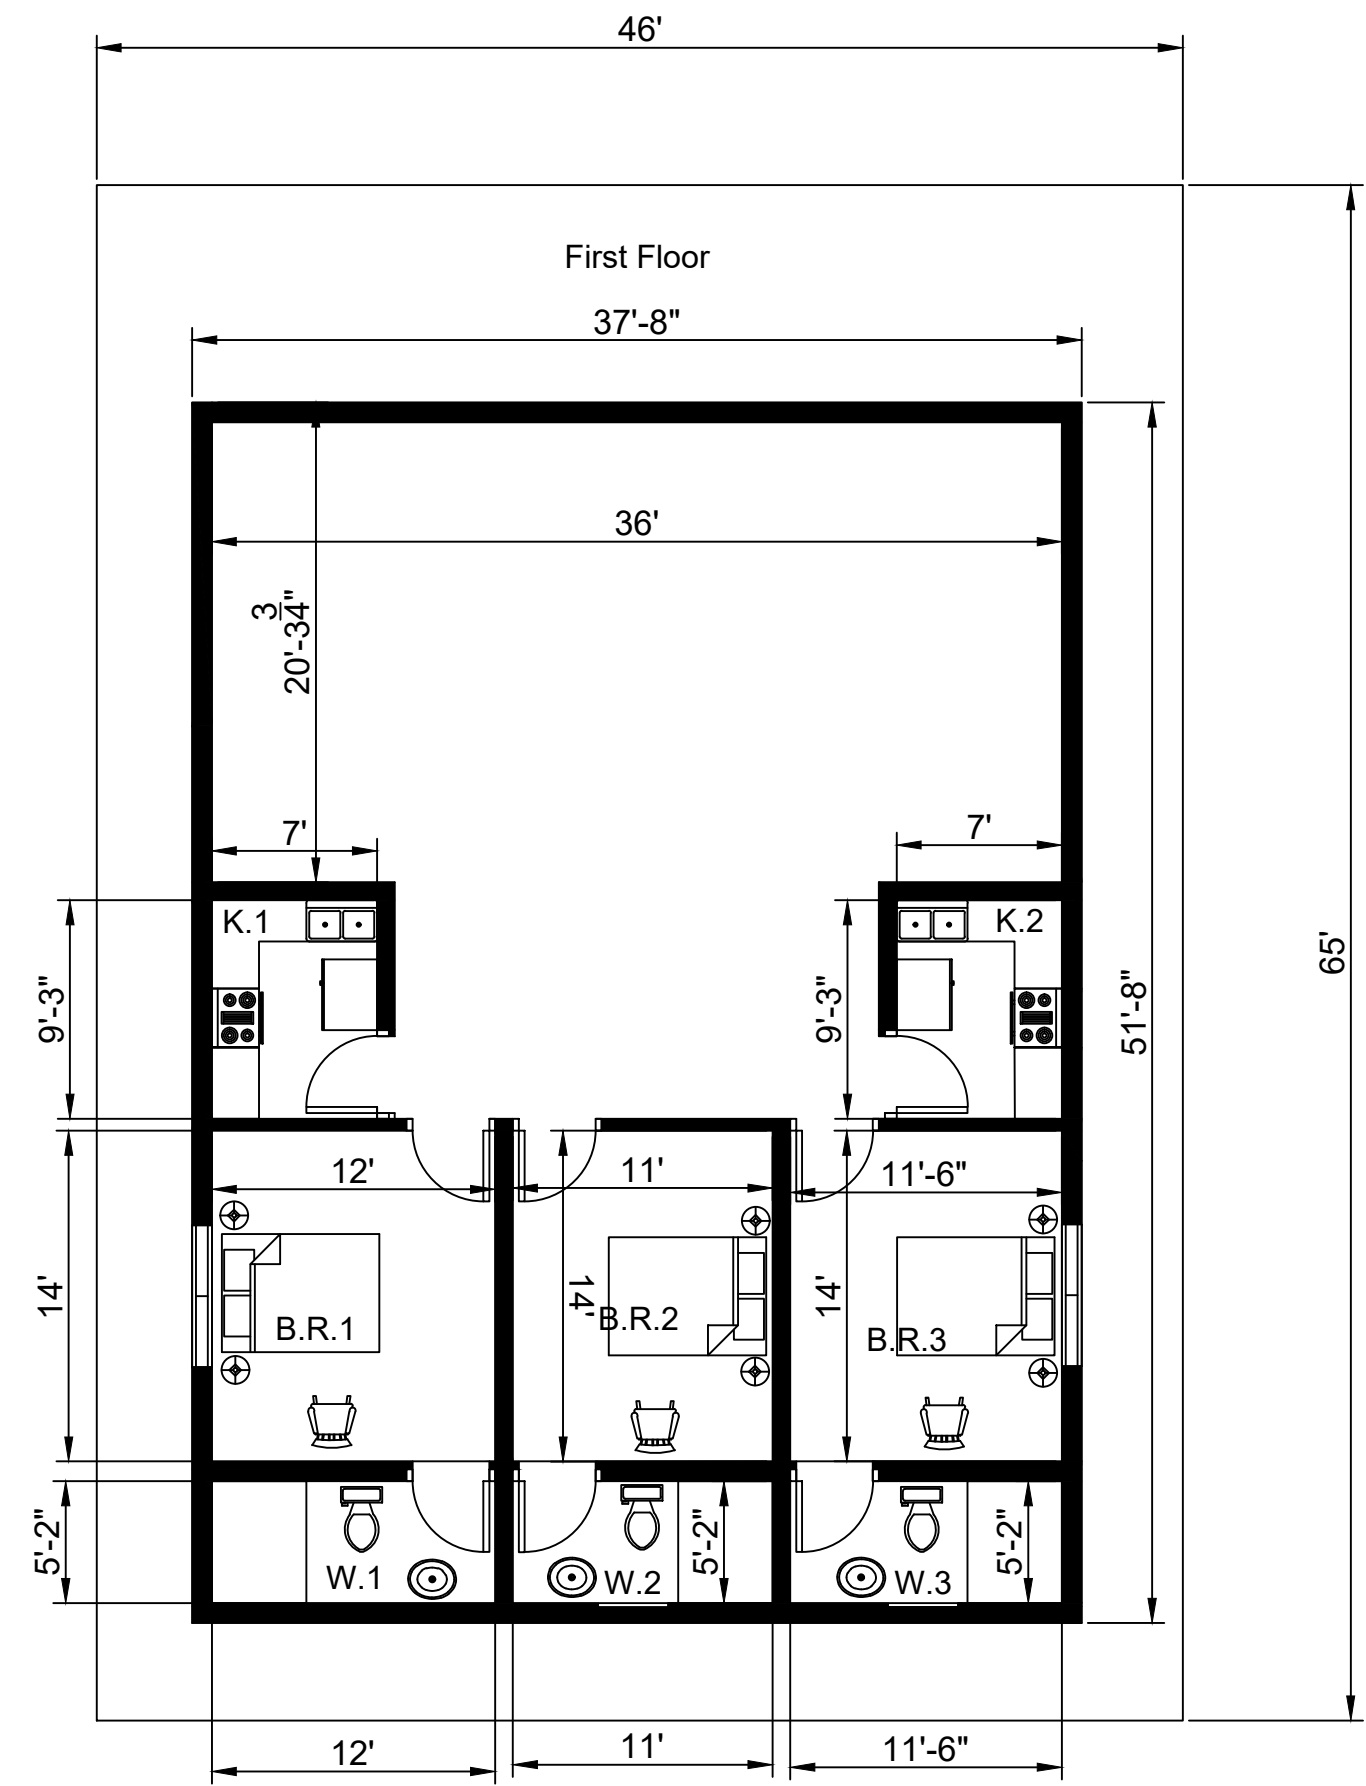 46'
First Floor
37'-8"
36'
20'-3 3/4"
7'
7'
K.1
K.2
9'-3"
9'-3"
51'-8"
65'
12'
11'
11'-6"
14'
14'
14'
B.R.1
B.R.2
B.R.3
5'-2"
5'-2"
5'-2"
W.1
W.2
W.3
12'
11'
11'-6"